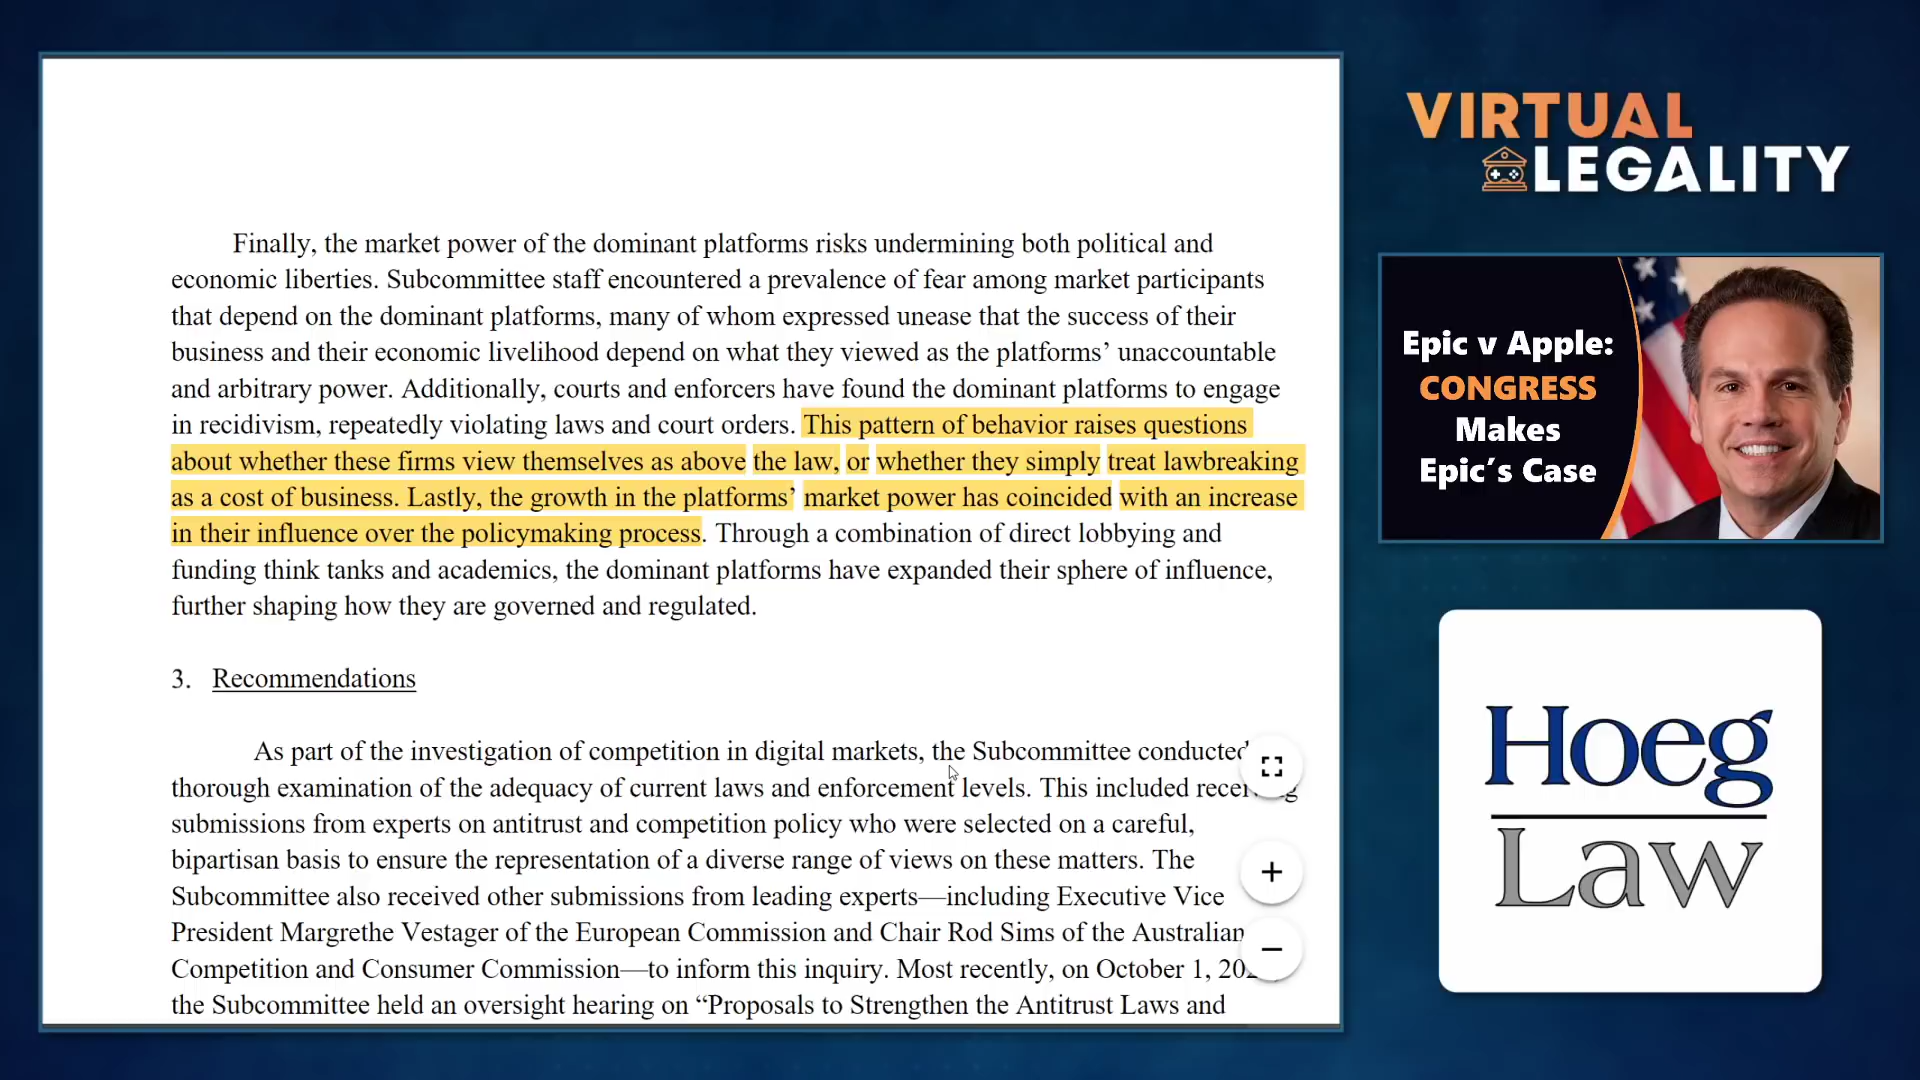 Finally, the market power of the dominant platforms risks undermining both political and
economic liberties. Subcommittee staff encountered a prevalence of fear among market participants
that depend on the dominant platforms, many of whom expressed unease that the success of their
business and their economic livelihood depend on what they viewed as the platforms’ unaccountable
and arbitrary power. Additionally, courts and enforcers have found the dominant platforms to engage
in recidivism, repeatedly violating laws and court orders. This pattern of behavior raises questions
about whether these firms view themselves as above the law, or whether they simply treat lawbreaking
as a cost of business. Lastly, the growth in the platforms’ market power has coincided with an increase
in their influence over the policymaking process. Through a combination of direct lobbying and
funding think tanks and academics, the dominant platforms have expanded their sphere of influence,
further shaping how they are governed and regulated.
3. Recommendations
As part of the investigation of competition in digital markets, the Subcommittee conducted
thorough examination of the adequacy of current laws and enforcement levels. This included
submissions from experts on antitrust and competition policy who were selected on a careful,
bipartisan basis to ensure the representation of a diverse range of views on these matters. The
Subcommittee also received other submissions from leading experts—including Executive Vice
President Margrethe Vestager of the European Commission and Chair Rod Sims of the Australian
Competition and Consumer Commission—to inform this inquiry. Most recently, on October 1,
the Subcommittee held an oversight hearing on “Proposals to Strengthen the Antitrust Laws and
VIRTUAL
LEGALITY
Epic v Apple:
CONGRESS
Makes
Epic's Case
Hoeg
Law